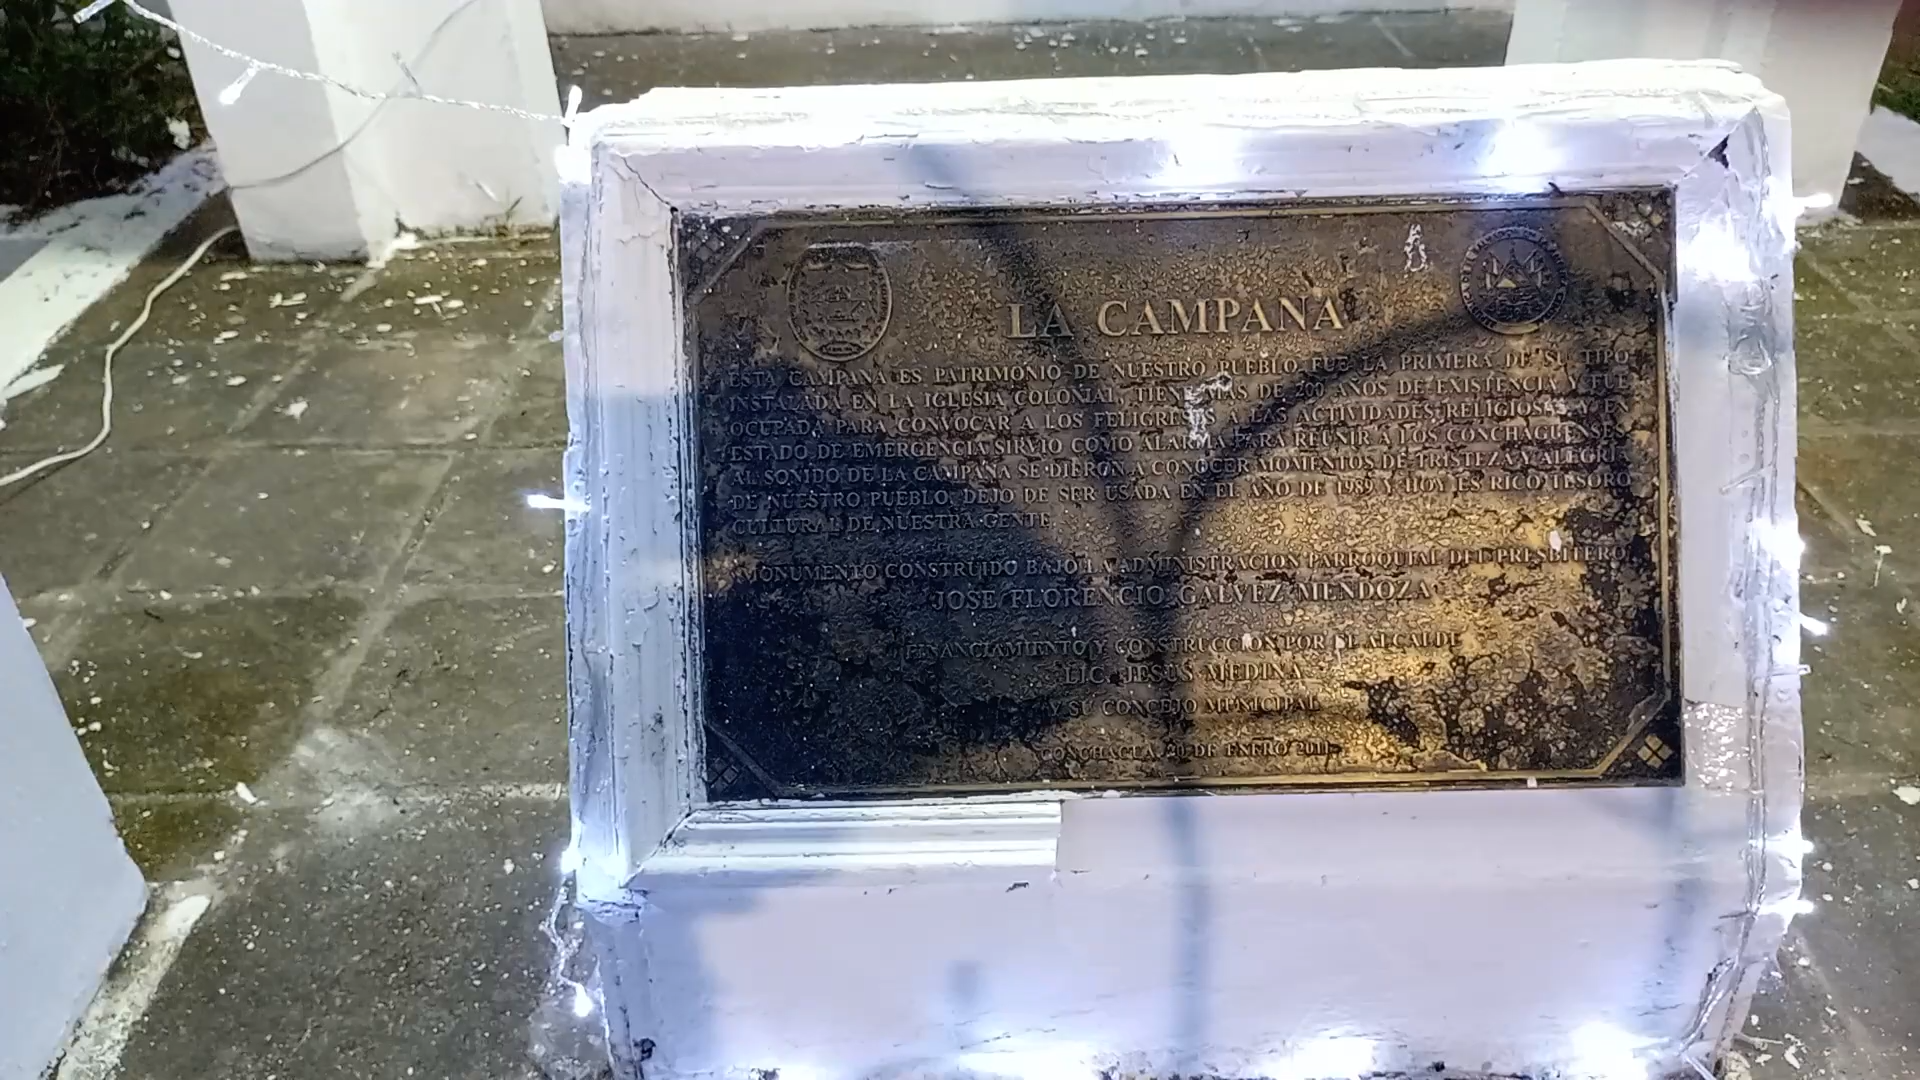 LA CAMPANA
ESTA CAMPANA ES PATRIMONIO DE NUESTRO PUEBLO FUE LA PRIMERA DE SU TIPO
INSTALADA EN LA IGLESIA COLONIAL, TIENE MAS DE 200 AÑOS DE EXISTENCIA Y FUE
OCUPADA PARA CONVOCAR A LOS FELIGRESES A LAS ACTIVIDADES RELIGIOSAS Y EN
ESTADO DE EMERGENCIA SIRVIO COMO ALARMA PARA REUNIR A LOS CONCHAGUENSES
AL SONIDO DE LA CAMPANA SE DIERON A CONOCER MOMENTOS DE TRISTEZA Y ALEGRIA
DE NUESTRO PUEBLO, DEJO DE SER USADA EN EL AÑO DE 1989 Y HOY ES RICO TESORO
CULTURAL DE NUESTRA GENTE
MONUMENTO CONSTRUIDO BAJO LA ADMINISTRACION PARROQUIAL DEL PRESBITERO
JOSE FLORENCIO GALVEZ MENDOZA
FINANCIAMIENTO Y CONSTRUCCION POR EL ALCALDE
LIC. JESUS MEDINA
Y SU CONCEJO MUNICIPAL
CONCHAGUA, 20 DE ENERO 2011